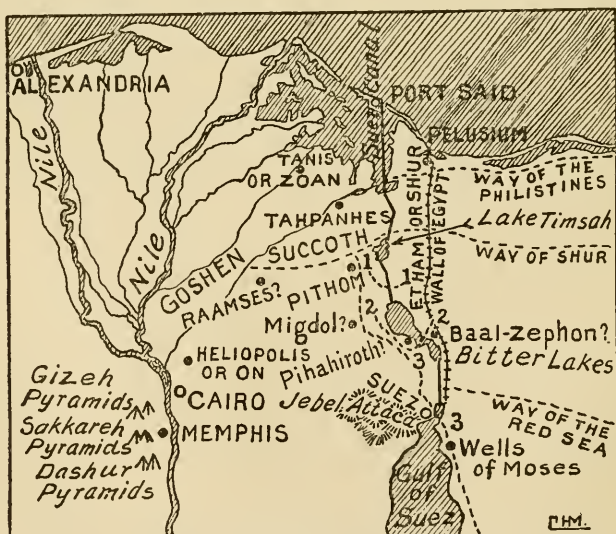 ALEXANDRIA
Nile
Nile
Suez Canal
PORT SAID
PELUSIUM
TANIS
OR ZOAN
TAHPANHES
ETHAM OR SHUR
WALL OF EGYPT
WAY OF THE
PHILISTINES
Lake Timsah
WAY OF SHUR
GOSHEN
SUCCOTH
RAAMSES?
PITHOM
1
1
2
2
Migdol?
Pihahiroth?
3
Baal-zephon?
Bitter Lakes
HELIOPOLIS
OR ON
CAIRO
MEMPHIS
Gizeh
Pyramids
Sakkareh
Pyramids
Dashur
Pyramids
Jebel Attaca
SUEZ
3
WAY OF THE
RED SEA
Wells
of Moses
Gulf
of
Suez